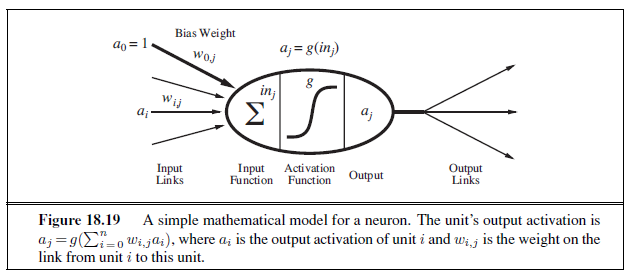 Bias Weight
a₀ = 1
w₀,ⱼ
aⱼ = g(inⱼ)
wᵢ,ⱼ
aᵢ
inⱼ
Σ
g
aⱼ
Input Links
Input Function
Activation Function
Output
Output Links
Figure 18.19 A simple mathematical model for a neuron. The unit's output activation is
aⱼ = g(∑ⁿᵢ₌₀ wᵢ,ⱼaᵢ), where aᵢ is the output activation of unit i and wᵢ,ⱼ is the weight on the
link from unit i to this unit.